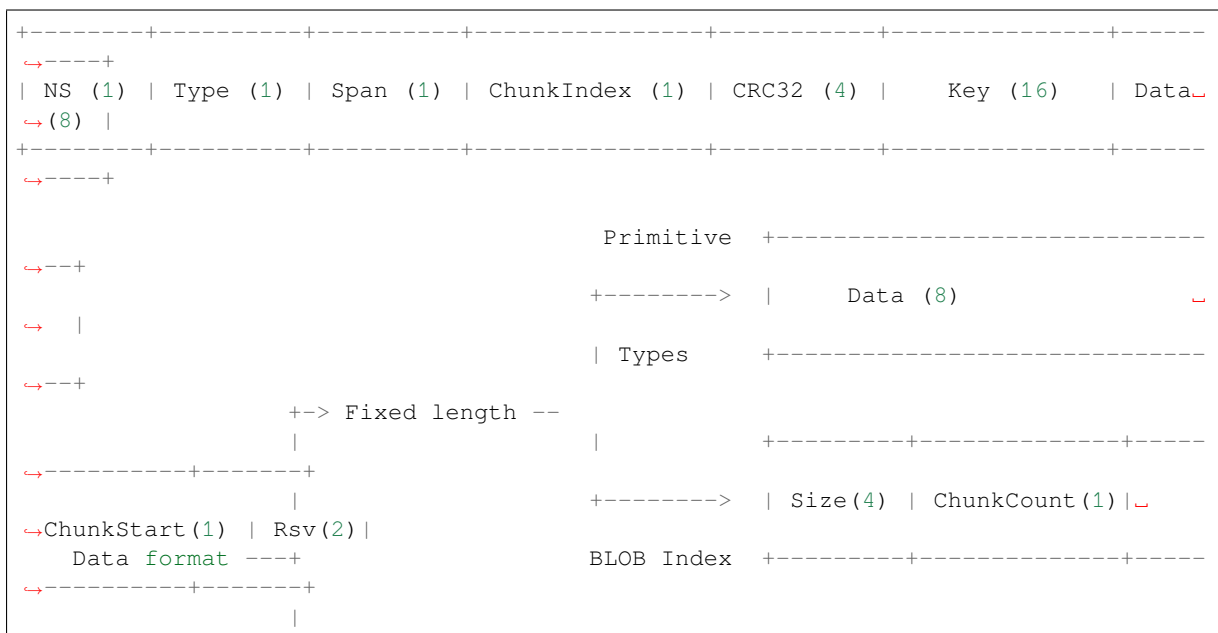 +--------+----------+----------+---------------+-----------+--------------+------
↪----+
| NS (1) | Type (1) | Span (1) | ChunkIndex (1) | CRC32 (4) |    Key (16)   | Data␣
↪(8) |
+--------+----------+----------+---------------+-----------+--------------+------
↪----+
Primitive  +------------------------------
↪--+
+-------->  |     Data (8)                ␣
↪  |
| Types     +------------------------------
↪--+
+-> Fixed length --
|                    |           +---------+--------------+-----
↪----------+-------+
|                    +-------->  | Size(4) | ChunkCount(1)|␣
↪ChunkStart(1) | Rsv(2)|
Data format ---+                    BLOB Index  +---------+--------------+-----
↪----------+-------+
|